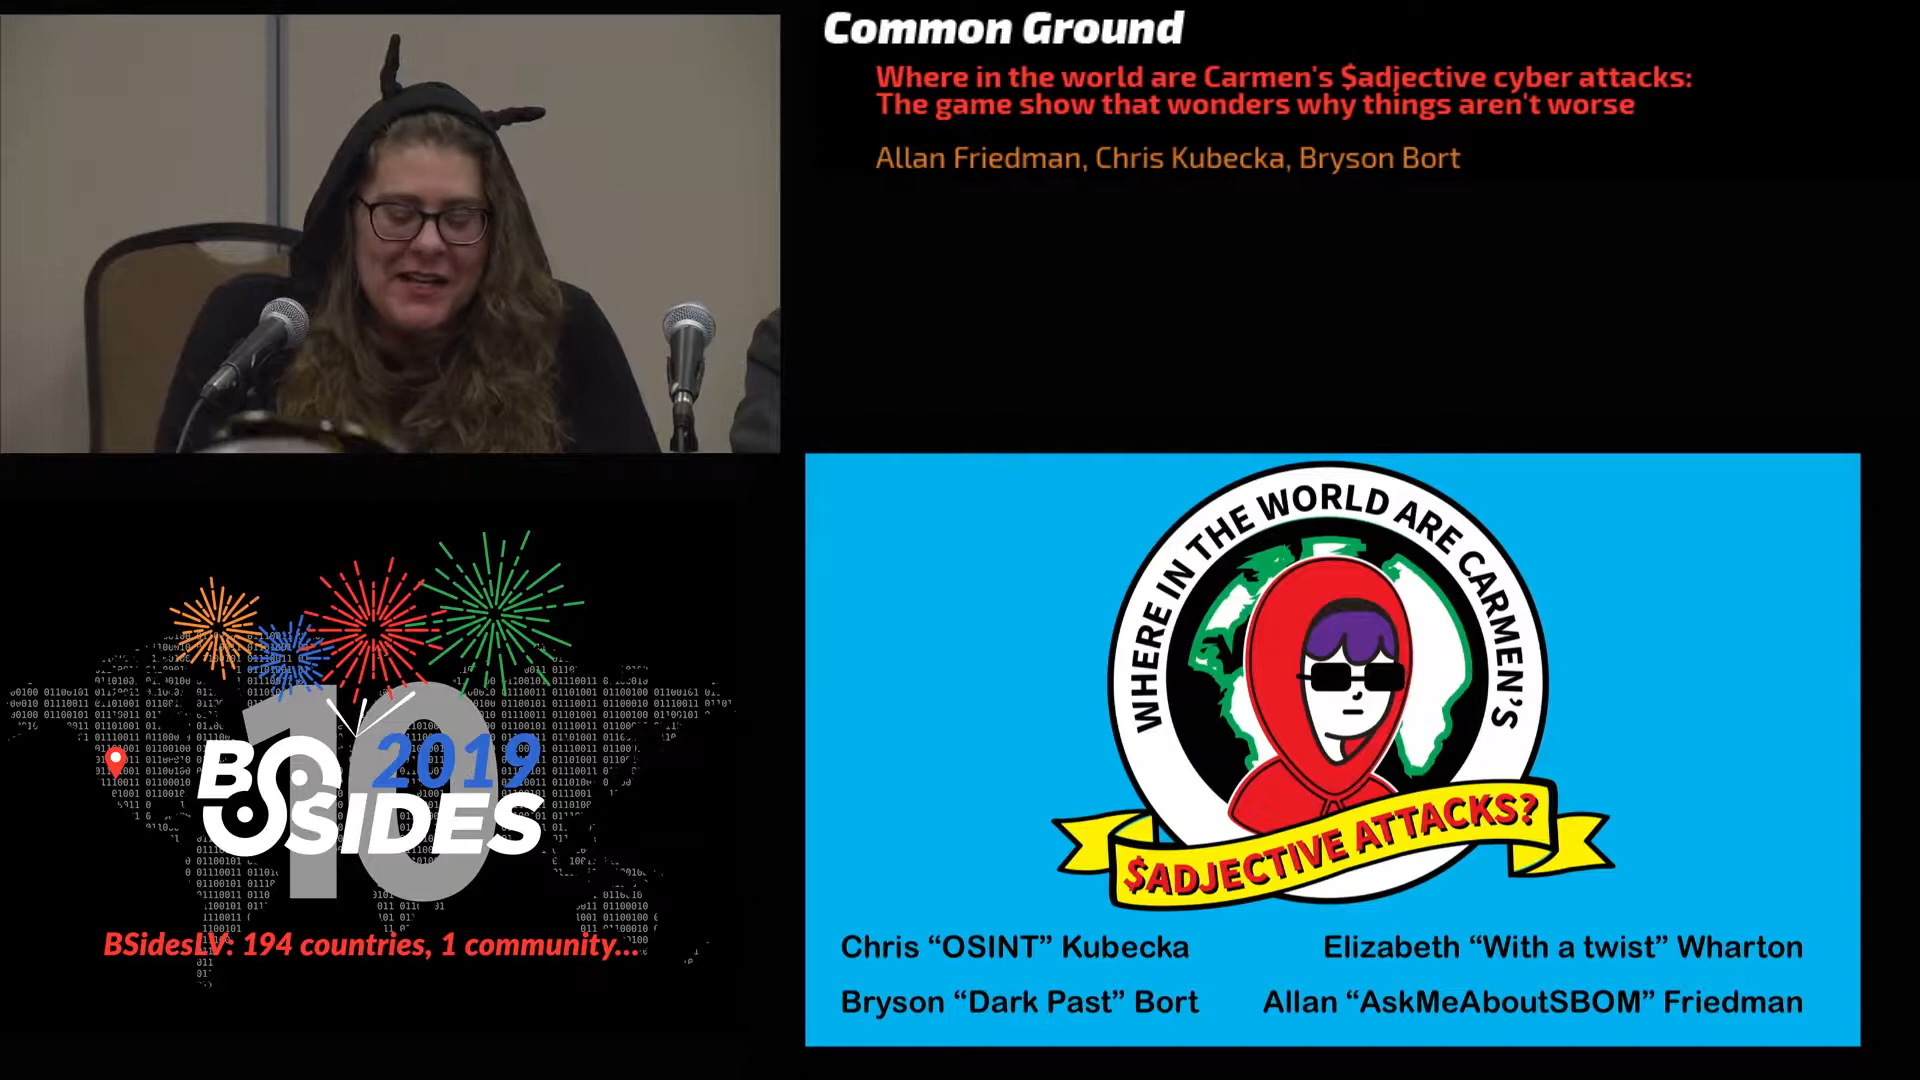 Common Ground
Where in the world are Carmen's $adjective cyber attacks:
The game show that wonders why things aren't worse
Allan Friedman, Chris Kubecka, Bryson Bort
WHERE IN THE WORLD ARE CARMEN'S
$ADJECTIVE ATTACKS?
Chris “OSINT” Kubecka
Elizabeth “With a twist” Wharton
Bryson “Dark Past” Bort
Allan “AskMeAboutSBOM” Friedman
10
2019
BSIDES
BSidesLV: 194 countries, 1 community...